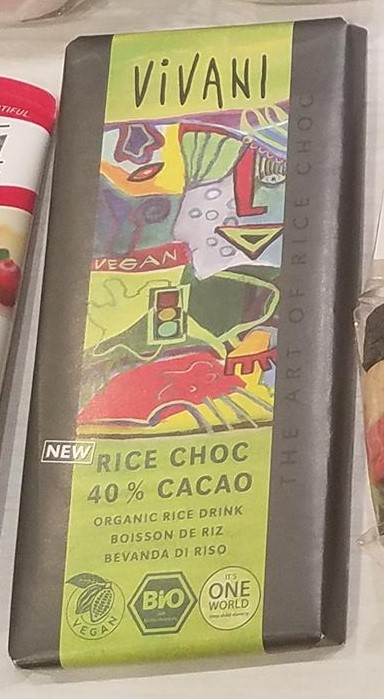 ViVANI
VEGAN
NEW
RICE CHOC
40% CACAO
ORGANIC RICE DRINK
BOISSON DE RIZ
BEVANDA DI RISO
VEGAN
BiO
IT'S
ONE
WORLD
THE ART OF RICE CHOC
TIFUL